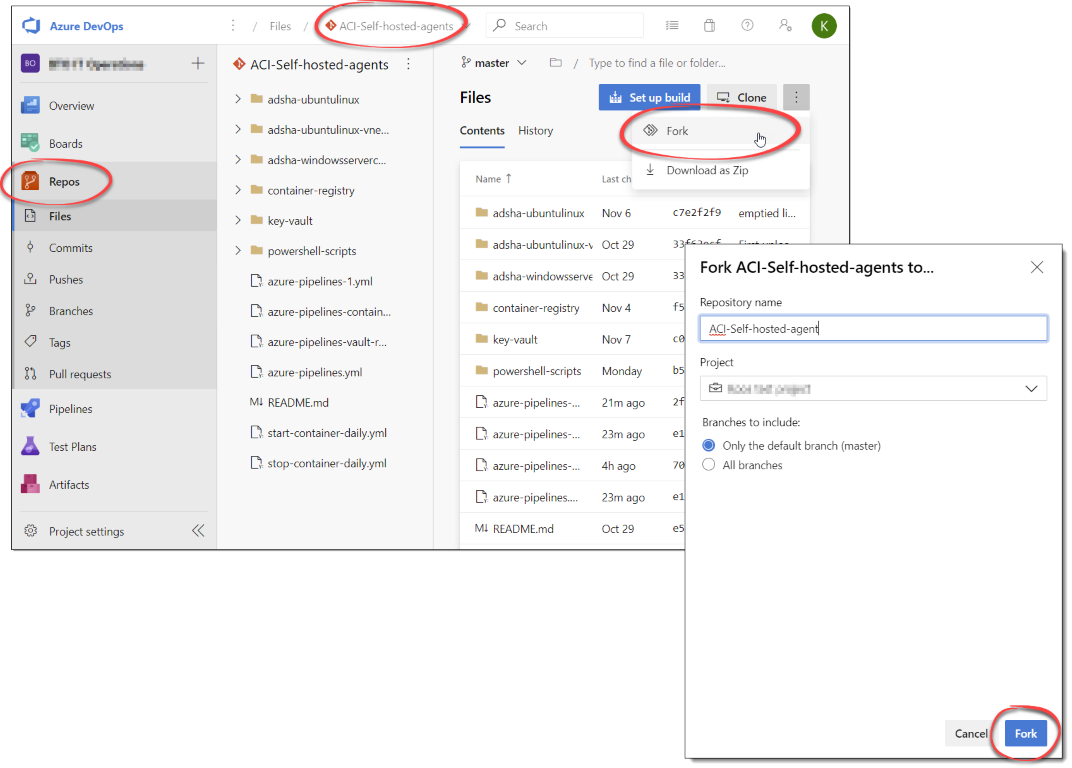 Azure DevOps
/ Files / ACI-Self-hosted-agents
Search
K
BO
Overview
Boards
Repos
Files
Commits
Pushes
Branches
Tags
Pull requests
Pipelines
Test Plans
Artifacts
Project settings
ACI-Self-hosted-agents
adsha-ubuntulinux
adsha-ubuntulinux-vne...
adsha-windowsserverc...
container-registry
key-vault
powershell-scripts
azure-pipelines-1.yml
azure-pipelines-contain...
azure-pipelines-vault-r...
azure-pipelines.yml
M↓ README.md
start-container-daily.yml
stop-container-daily.yml
master / Type to find a file or folder...
Files
Set up build
Clone
Fork
Download as Zip
Contents History
Name ↑ Last ch
adsha-ubuntulinux Nov 6 c7e2f2f9 emptied li...
adsha-ubuntulinux-v Oct 29
adsha-windowsserve Oct 29 33
container-registry Nov 4 f5
key-vault Nov 7 c0
powershell-scripts Monday b5
azure-pipelines-... 21m ago 2f
azure-pipelines-... 23m ago e1
azure-pipelines-... 4h ago 70
azure-pipelines.... 23m ago e1
M↓ README.md Oct 29 e5
Fork ACI-Self-hosted-agents to...
Repository name
ACI-Self-hosted-agent
Project
Branches to include:
Only the default branch (master)
All branches
Cancel
Fork